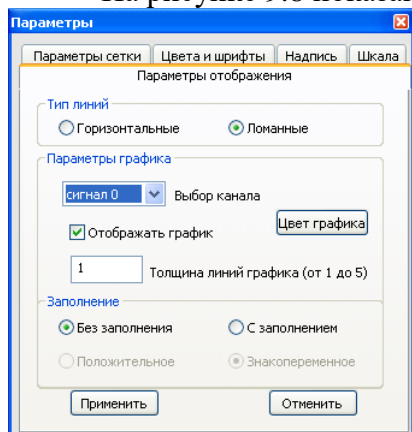 Параметры
Параметры сетки Цвета и шрифты Надпись Шкала
Параметры отображения
Тип линий
Горизонтальные Ломанные
Параметры графика
сигнал 0 Выбор канала
Отображать график Цвет графика
1 Толщина линий графика (от 1 до 5)
Заполнение
Без заполнения С заполнением
Положительное Знакопеременное
Применить Отменить